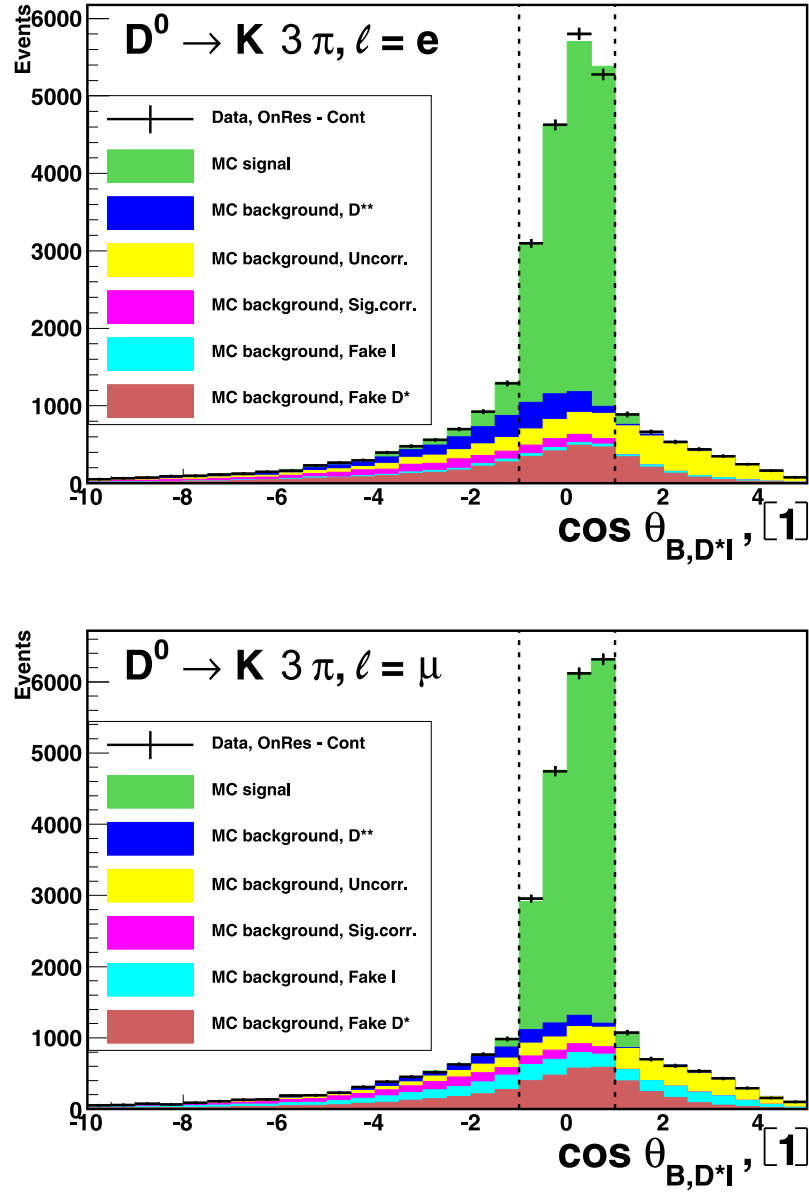 Events
D⁰ → K 3 π, ℓ = e
Data, OnRes - Cont
MC signal
MC background, D**
MC background, Uncorr.
MC background, Sig.corr.
MC background, Fake l
MC background, Fake D*
6000
5000
4000
3000
2000
1000
0
-10 -8 -6 -4 -2 0 2 4
cos θ B,D*l , [1]
Events
D⁰ → K 3 π, ℓ = μ
Data, OnRes - Cont
MC signal
MC background, D**
MC background, Uncorr.
MC background, Sig.corr.
MC background, Fake l
MC background, Fake D*
6000
5000
4000
3000
2000
1000
0
-10 -8 -6 -4 -2 0 2 4
cos θ B,D*l , [1]